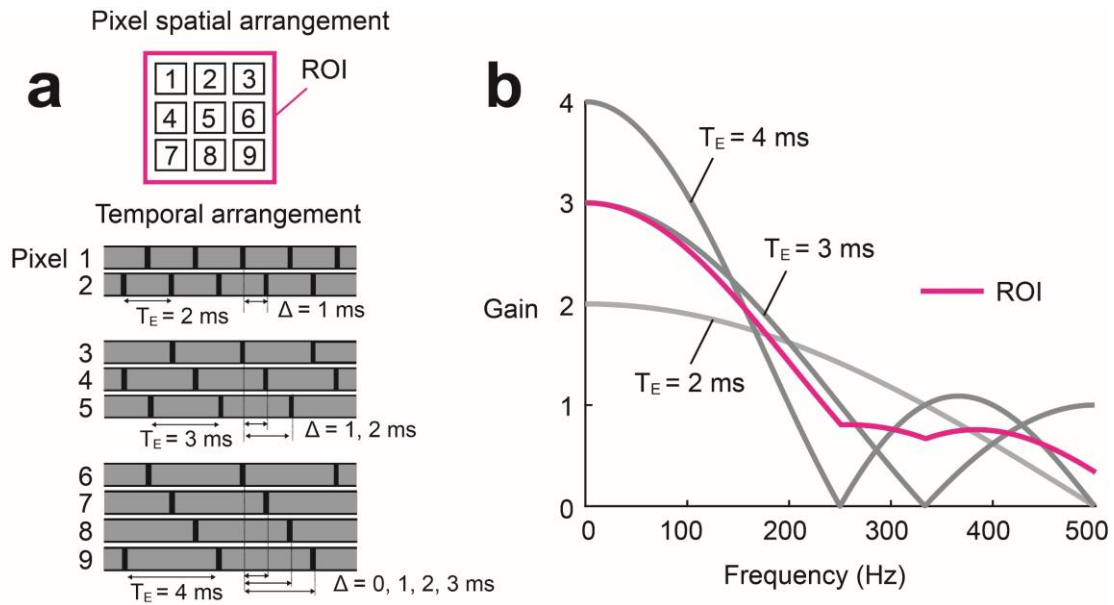 a
Pixel spatial arrangement
ROI
1 2 3
4 5 6
7 8 9
Temporal arrangement
Pixel 1
2
T_E = 2 ms
Δ = 1 ms
3
4
5
T_E = 3 ms
Δ = 1, 2 ms
6
7
8
9
T_E = 4 ms
Δ = 0, 1, 2, 3 ms
b
4
3
2
1
0
Gain
T_E = 4 ms
T_E = 3 ms
T_E = 2 ms
ROI
0 100 200 300 400 500
Frequency (Hz)